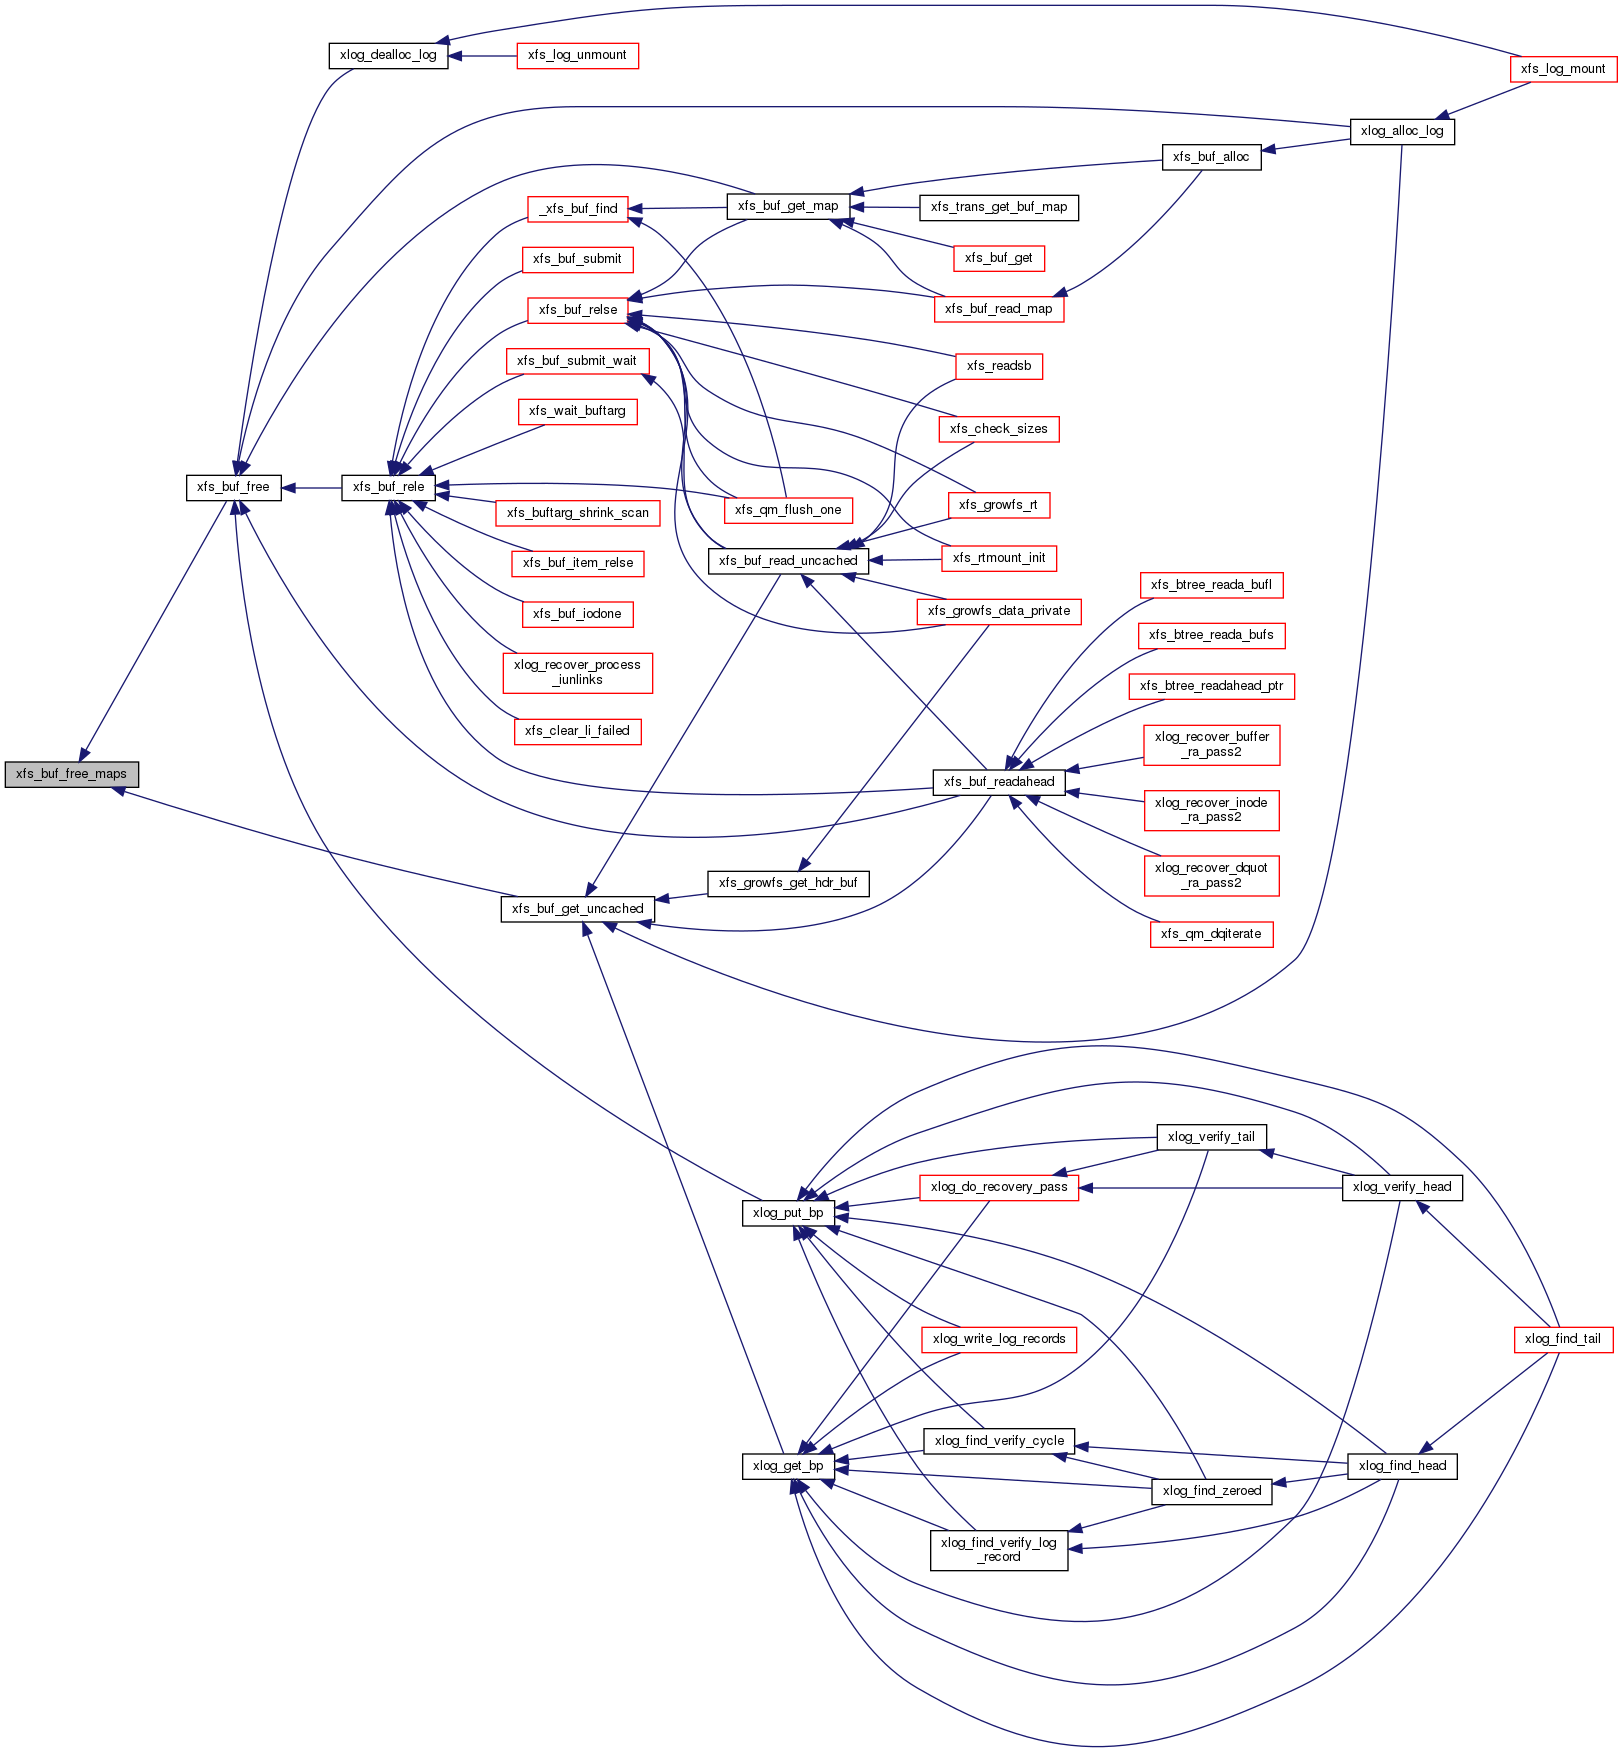 xlog_dealloc_log
xfs_log_unmount
xfs_log_mount
xlog_alloc_log
xfs_buf_alloc
_xfs_buf_find
xfs_buf_get_map
xfs_trans_get_buf_map
xfs_buf_submit
xfs_buf_get
xfs_buf_relse
xfs_buf_read_map
xfs_buf_submit_wait
xfs_readsb
xfs_wait_buftarg
xfs_check_sizes
xfs_buf_free
xfs_buf_rele
xfs_buftarg_shrink_scan
xfs_qm_flush_one
xfs_growfs_rt
xfs_buf_item_relse
xfs_buf_read_uncached
xfs_rtmount_init
xfs_btree_reada_bufl
xfs_buf_iodone
xfs_growfs_data_private
xfs_btree_reada_bufs
xlog_recover_process
_iunlinks
xfs_btree_readahead_ptr
xfs_clear_li_failed
xlog_recover_buffer
_ra_pass2
xfs_buf_free_maps
xfs_buf_readahead
xlog_recover_inode
_ra_pass2
xlog_recover_dquot
_ra_pass2
xfs_growfs_get_hdr_buf
xfs_buf_get_uncached
xfs_qm_dqiterate
xlog_verify_tail
xlog_do_recovery_pass
xlog_verify_head
xlog_put_bp
xlog_write_log_records
xlog_find_tail
xlog_find_verify_cycle
xlog_get_bp
xlog_find_head
xlog_find_zeroed
xlog_find_verify_log
_record